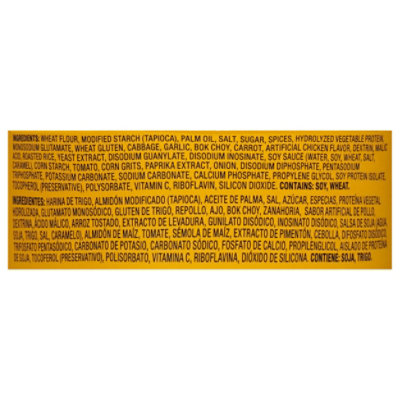 INGREDIENTS: WHEAT FLOUR, MODIFIED STARCH (TAPIOCA), PALM OIL, SALT, SUGAR, SPICES, HYDROLYZED VEGETABLE PROTEIN,
MONOSODIUM GLUTAMATE, WHEAT GLUTEN, CABBAGE, GARLIC, BOK CHOY, CARROT, ARTIFICIAL CHICKEN FLAVOR, DEXTRIN, MALIC
ACID, ROASTED RICE, YEAST EXTRACT, DISODIUM GUANYLATE, DISODIUM INOSINATE, SOY SAUCE (WATER, SOY, WHEAT, SALT,
CARAMEL), CORN STARCH, TOMATO, CORN GRITS, PAPRIKA EXTRACT, ONION, DISODIUM DIPHOSPHATE, PENTASODIUM
TRIPHOSPHATE, POTASSIUM CARBONATE, SODIUM CARBONATE, CALCIUM PHOSPHATE, PROPYLENE GLYCOL, SOY PROTEIN ISOLATE,
TOCOPHEROL (PRESERVATIVE), POLYSORBATE, VITAMIN C, RIBOFLAVIN, SILICON DIOXIDE. CONTAINS: SOY, WHEAT.
INGREDIENTES: HARINA DE TRIGO, ALMIDÓN MODIFICADO (TAPIOCA), ACEITE DE PALMA, SAL, AZÚCAR, ESPECIAS, PROTEÍNA VEGETAL
HIDROLIZADA, GLUTAMATO MONOSÓDICO, GLUTEN DE TRIGO, REPOLLO, AJO, BOK CHOY, ZANAHORIA, SABOR ARTIFICIAL DE POLLO,
DEXTRINA, ÁCIDO MÁLICO, ARROZ TOSTADO, EXTRACTO DE LEVADURA, GUANILATO DISÓDICO, INOSINATO DISÓDICO, SALSA DE SOJA (AGUA,
SOJA, TRIGO, SAL, CARAMELO), ALMIDÓN DE MAÍZ, TOMATE, SÉMOLA DE MAÍZ, EXTRACTO DE PIMENTÓN, CEBOLLA, DIFOSFATO DISÓDICO,
TRIFOSFATO PENTASÓDICO, CARBONATO DE POTASIO, CARBONATO SÓDICO, FOSFATO DE CALCIO, PROPILENGLICOL, AISLADO DE PROTEÍNA
DE SOJA, TOCOFEROL (PRESERVATIVO), POLISORBATO, VITAMINA C, RIBOFLAVINA, DIÓXIDO DE SILICONA. CONTIENE: SOJA, TRIGO.